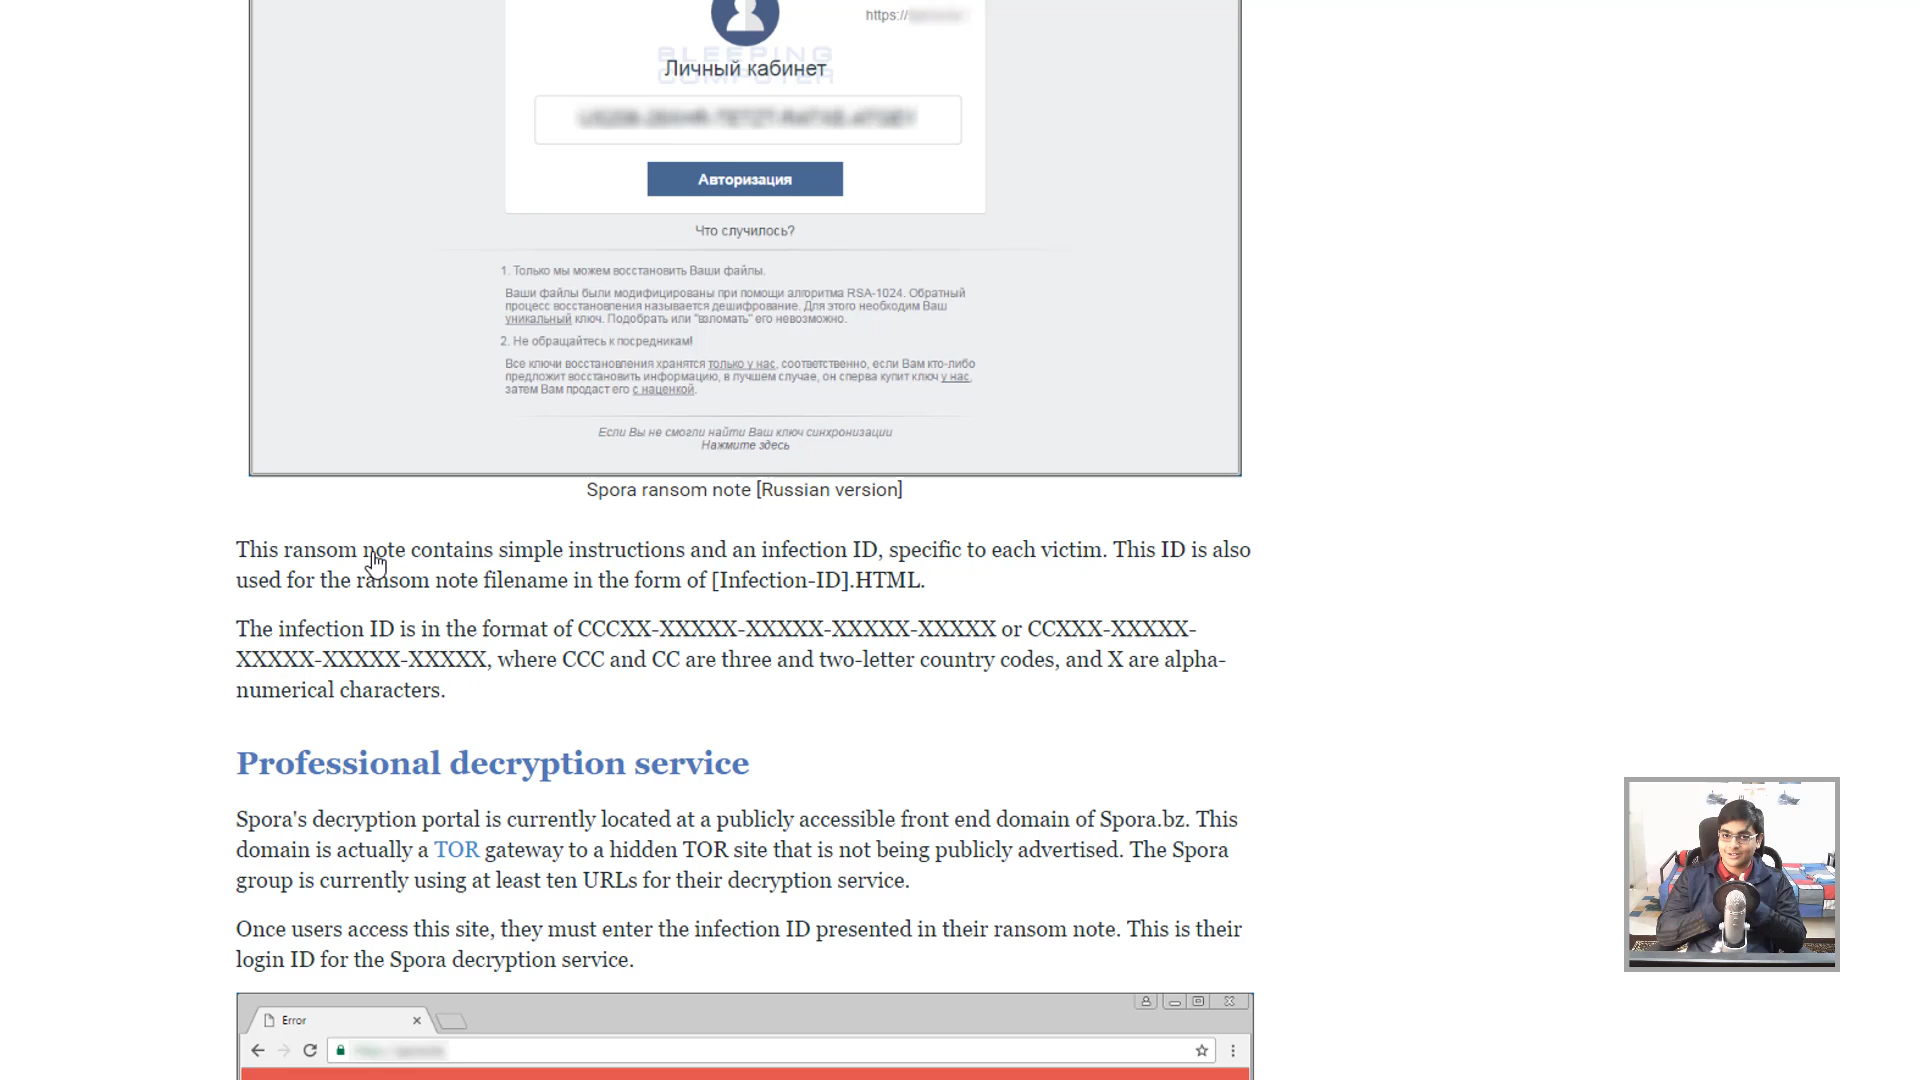 https://
BLEEPING
COMPUTER
Личный кабинет
Авторизация
Что случилось?
1. Только мы можем восстановить Ваши файлы.
Ваши файлы были модифицированы при помощи алгоритма RSA-1024. Обратный
процесс восстановления называется дешифрование. Для этого необходим Ваш
уникальный ключ. Подобрать или "взломать" его невозможно.
2. Не обращайтесь к посредникам!
Все ключи восстановления хранятся только у нас, соответственно, если Вам кто-либо
предложит восстановить информацию, в лучшем случае, он сперва купит ключ у нас,
затем Вам продаст его с наценкой.
Если Вы не смогли найти Ваш ключ синхронизации
Нажмите здесь
Spora ransom note [Russian version]
This ransom note contains simple instructions and an infection ID, specific to each victim. This ID is also
used for the ransom note filename in the form of [Infection-ID].HTML.
The infection ID is in the format of CCCXX-XXXXX-XXXXX-XXXXX-XXXXX or CCXXX-XXXXX-
XXXXX-XXXXX-XXXXX, where CCC and CC are three and two-letter country codes, and X are alpha-
numerical characters.
Professional decryption service
Spora's decryption portal is currently located at a publicly accessible front end domain of Spora.bz. This
domain is actually a TOR gateway to a hidden TOR site that is not being publicly advertised. The Spora
group is currently using at least ten URLs for their decryption service.
Once users access this site, they must enter the infection ID presented in their ransom note. This is their
login ID for the Spora decryption service.
Error